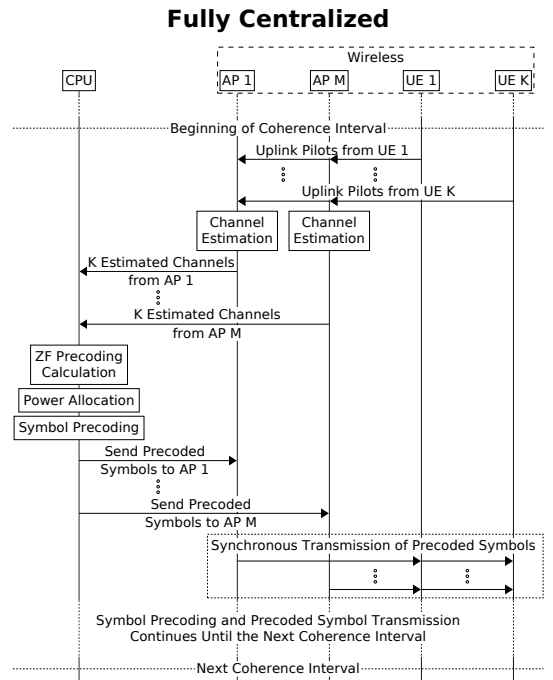 Fully Centralized
Wireless
CPU
AP 1
AP M
UE 1
UE K
Beginning of Coherence Interval
Uplink Pilots from UE 1
Uplink Pilots from UE K
Channel
Estimation
Channel
Estimation
K Estimated Channels
from AP 1
K Estimated Channels
from AP M
ZF Precoding
Calculation
Power Allocation
Symbol Precoding
Send Precoded
Symbols to AP 1
Send Precoded
Symbols to AP M
Synchronous Transmission of Precoded Symbols
Symbol Precoding and Precoded Symbol Transmission
Continues Until the Next Coherence Interval
Next Coherence Interval